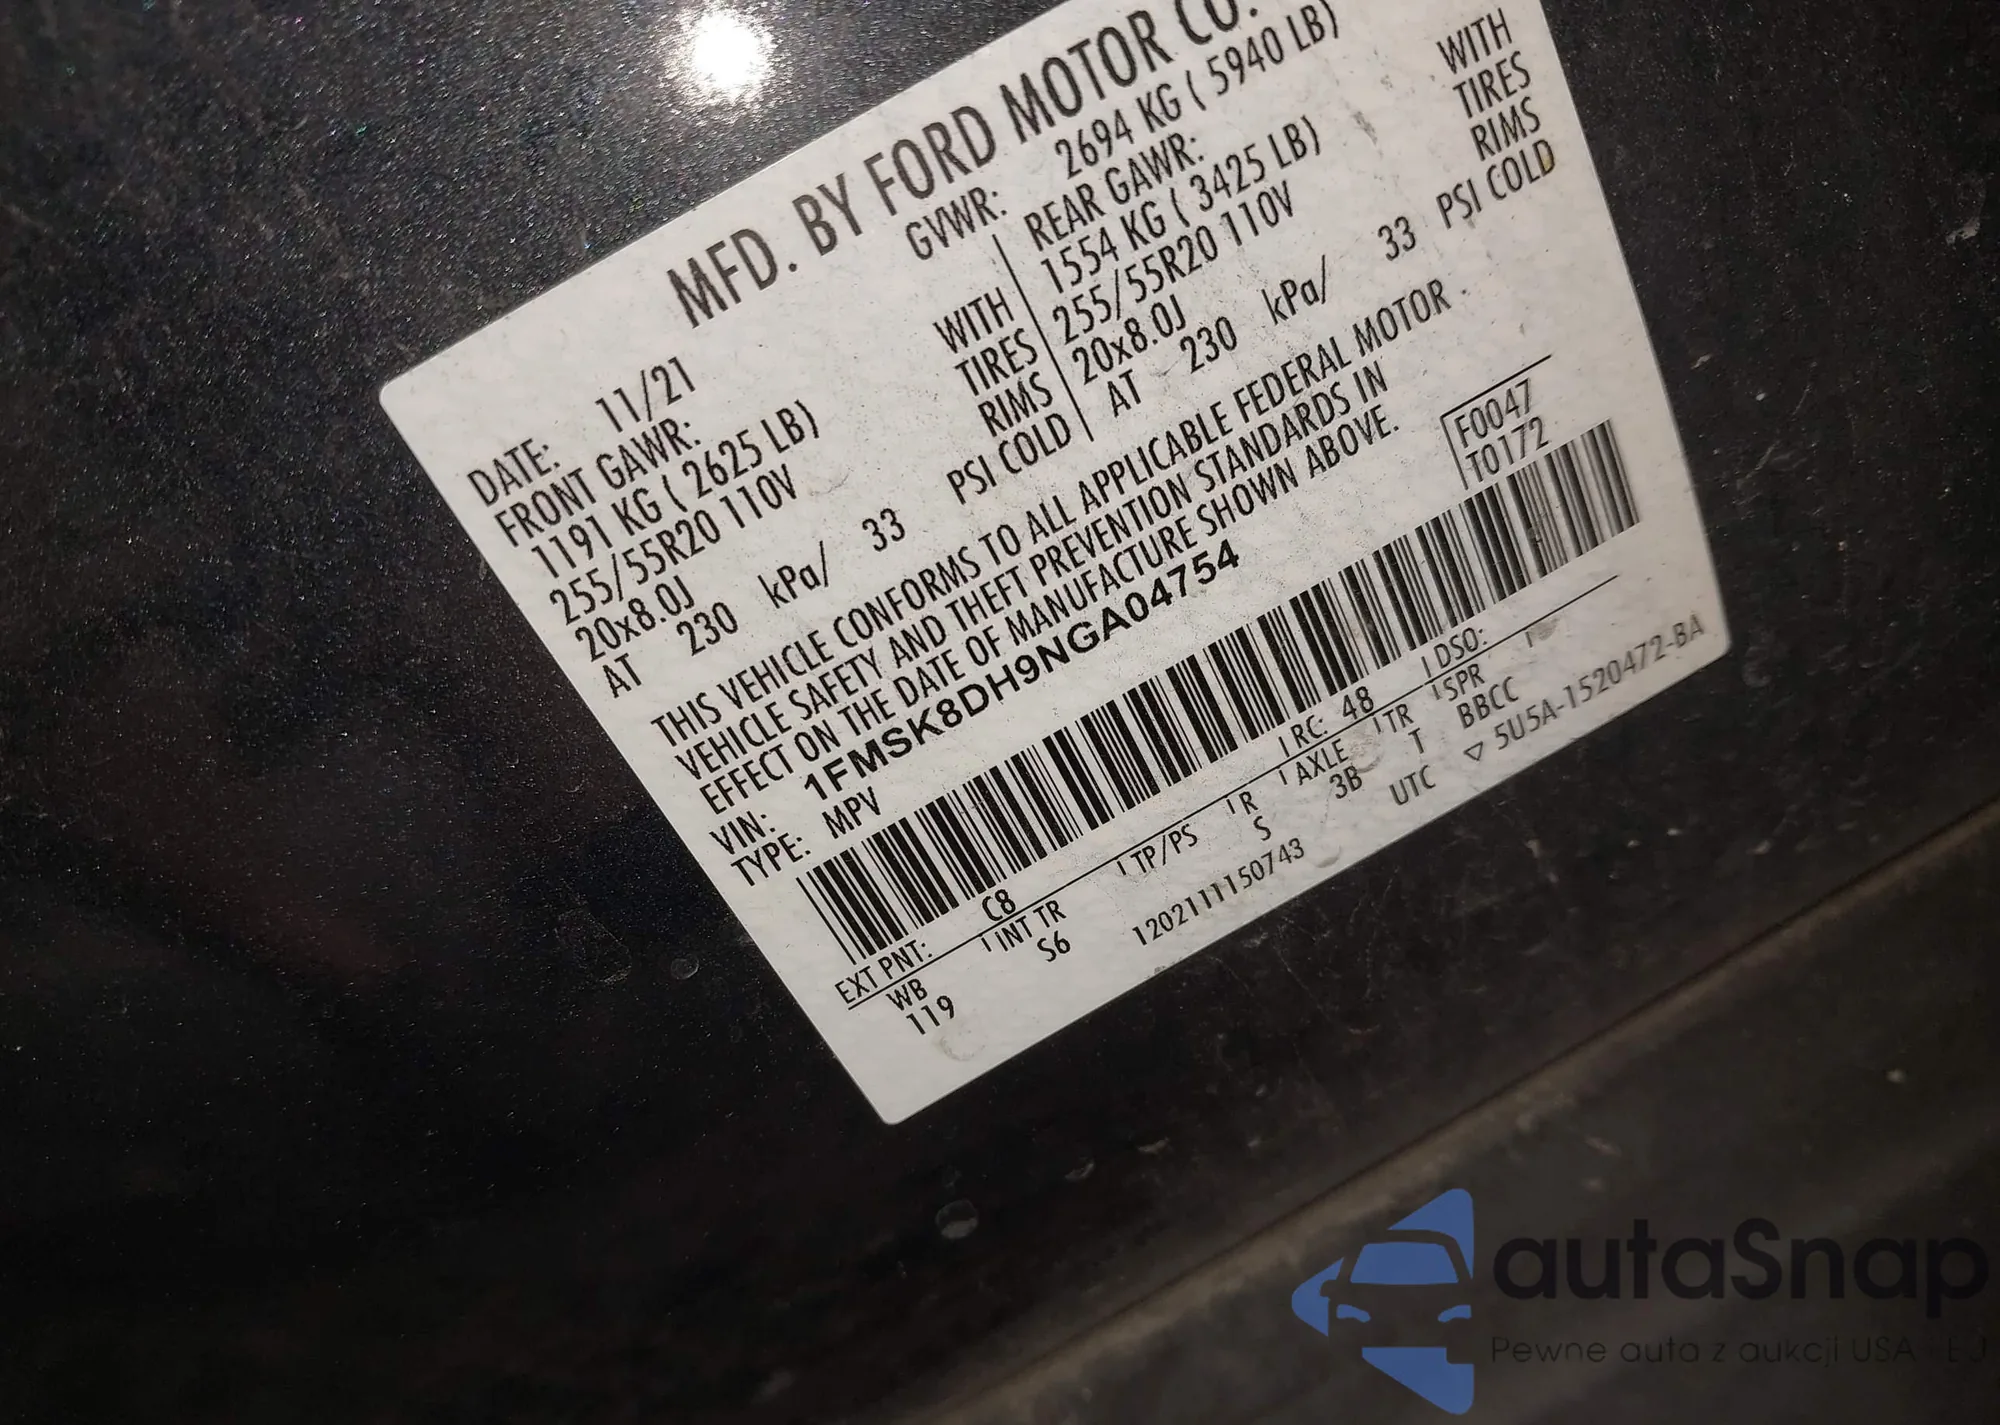 MFD. BY FORD MOTOR CO.
DATE: 11/21 GVWR: 2694 KG ( 5940 LB)
FRONT GAWR: REAR GAWR:
1191 KG ( 2625 LB) WITH 1554 KG ( 3425 LB) WITH
255/55R20 110V TIRES 255/55R20 110V TIRES
20x8.0J RIMS 20x8.0J RIMS
AT 230 kPa/ 33 PSI COLD AT 230 kPa/ 33 PSI COLD
THIS VEHICLE CONFORMS TO ALL APPLICABLE FEDERAL MOTOR
VEHICLE SAFETY AND THEFT PREVENTION STANDARDS IN
EFFECT ON THE DATE OF MANUFACTURE SHOWN ABOVE.
VIN: 1FMSK8DH9NGA04754 F0047
TYPE: MPV T0172
EXT PNT: C8 RC: 48 DSO:
WB INT TR TP/PS R AXLE TR SPR
119 S6 S 3B T BBCC
1202111150743 UTC ▽ 5U5A-1520472-BA
autaSnap
Pewne auta z aukcji USA